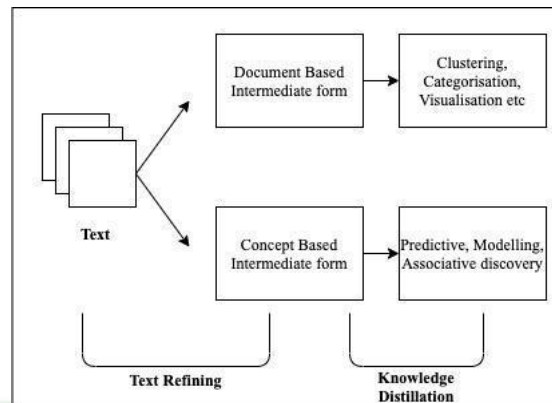 Document Based
Intermediate form
Clustering,
Categorisation,
Visualisation etc
Text
Concept Based
Intermediate form
Predictive, Modelling,
Associative discovery
Text Refining
Knowledge
Distillation